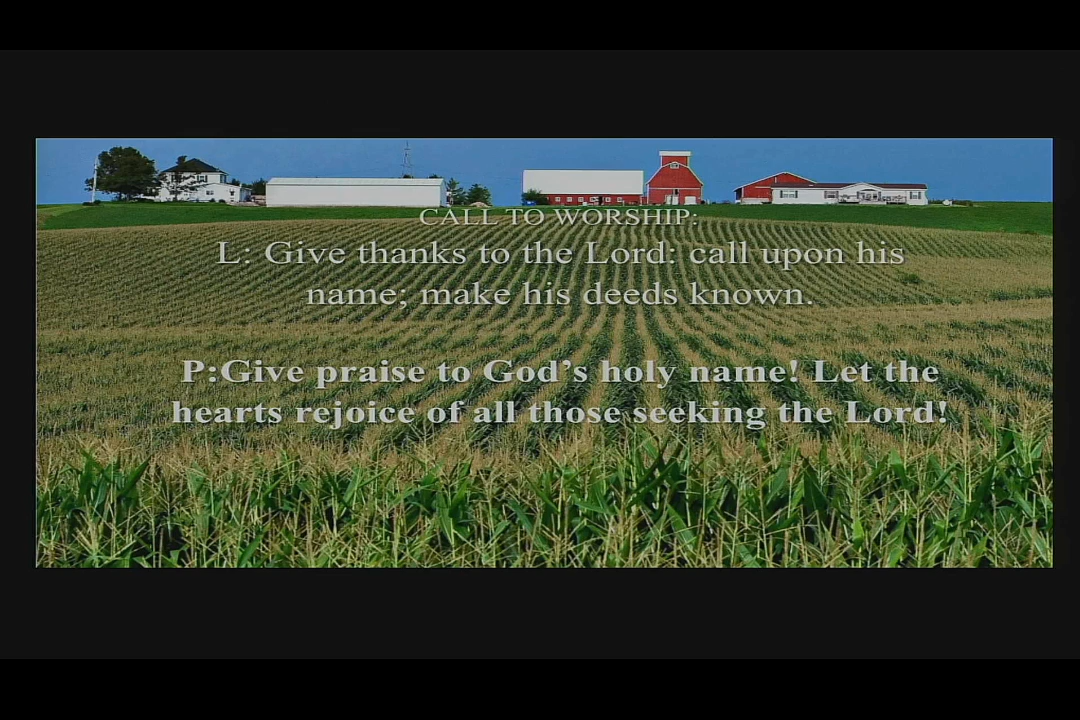 CALL TO WORSHIP:
L: Give thanks to the Lord: call upon his
name; make his deeds known.
P:Give praise to God’s holy name! Let the
hearts rejoice of all those seeking the Lord!